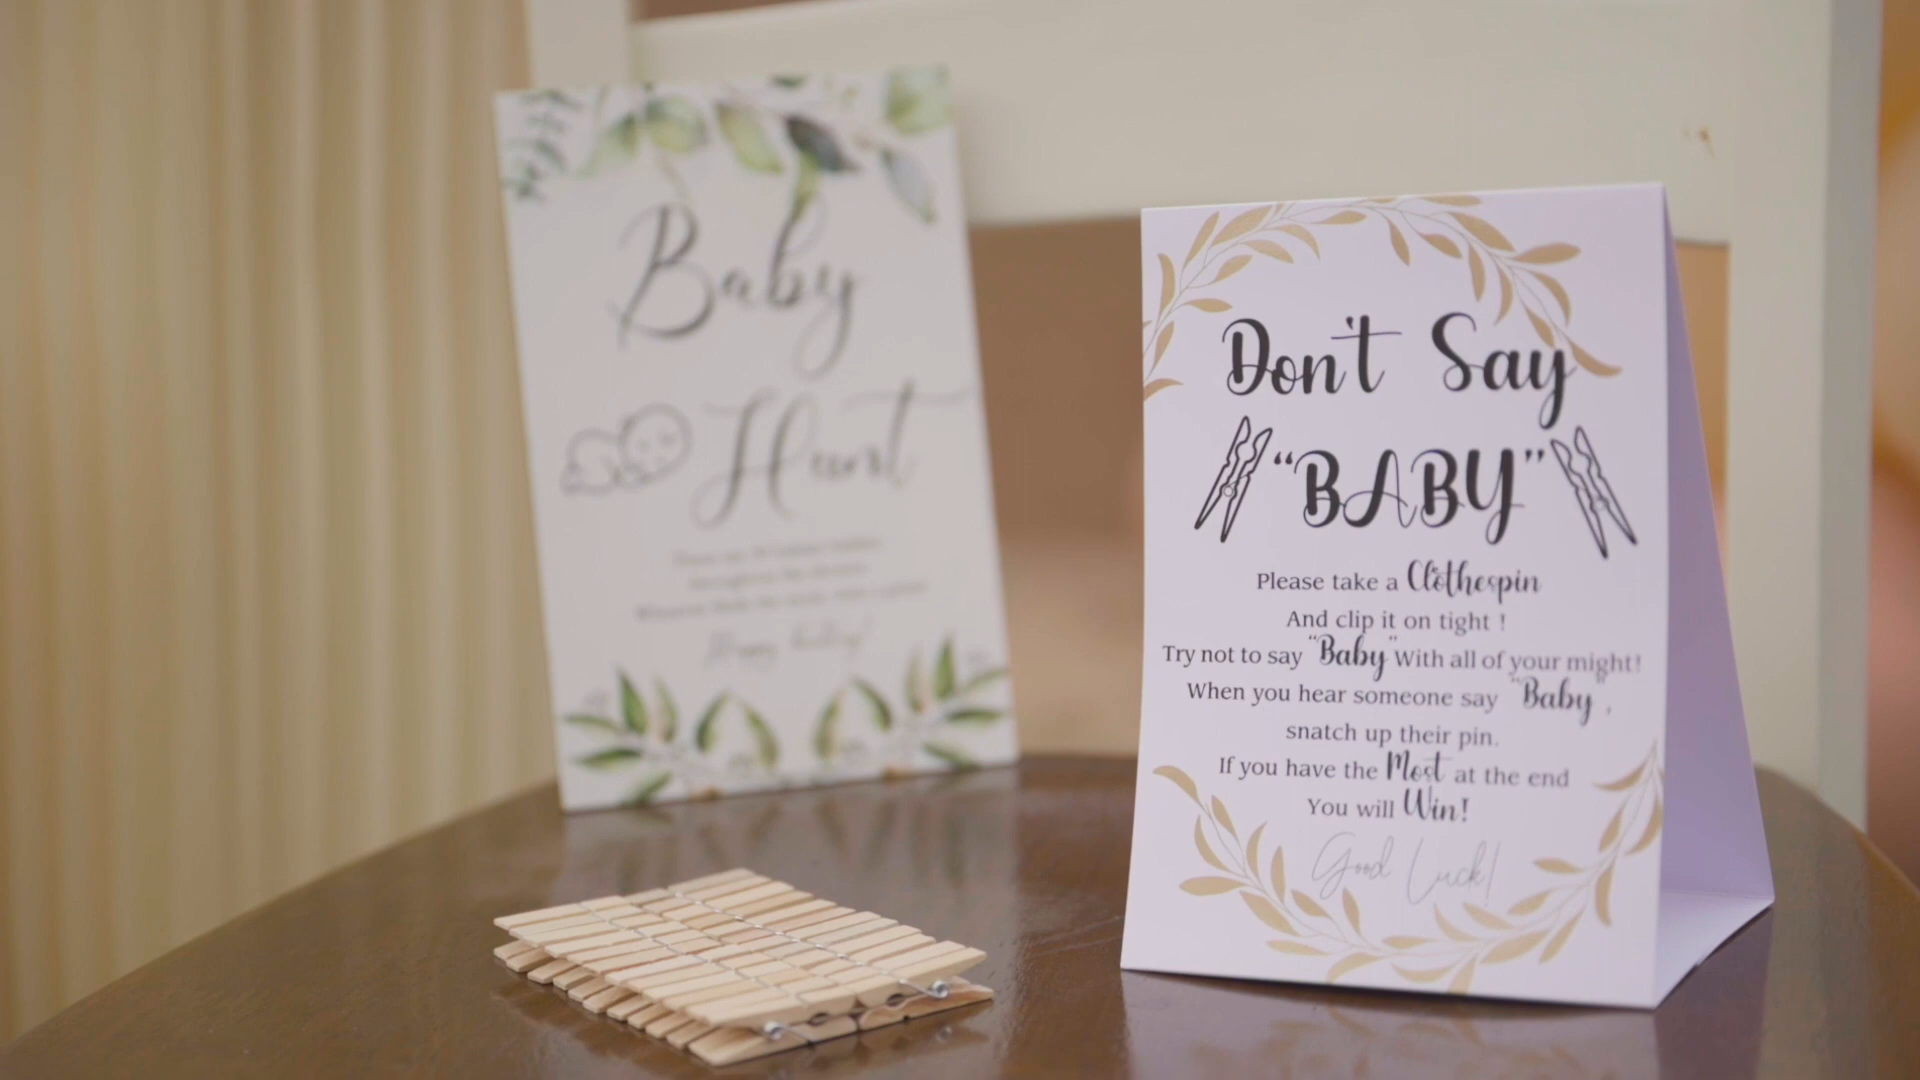 Baby
Hunt
Happy hunting!
Don't Say
“BABY”
Please take a Clothespin
And clip it on tight !
Try not to say "Baby" With all of your might!
When you hear someone say "Baby",
snatch up their pin.
If you have the Most at the end
You will Win!
Good Luck!